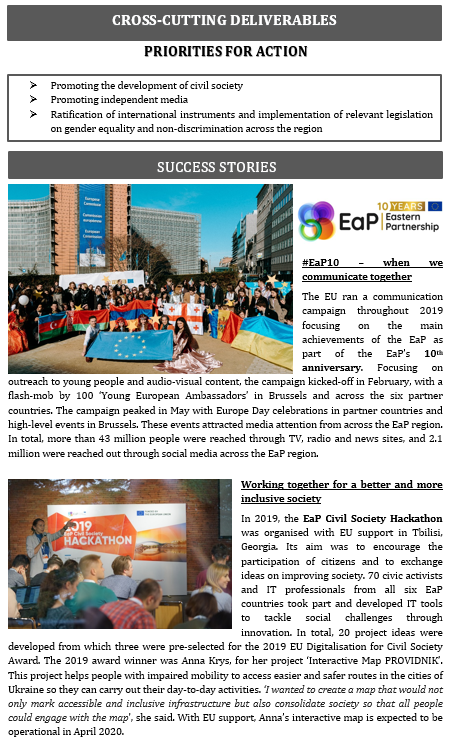 CROSS-CUTTING DELIVERABLES
PRIORITIES FOR ACTION
➢ Promoting the development of civil society
➢ Promoting independent media
➢ Ratification of international instruments and implementation of relevant legislation
on gender equality and non-discrimination across the region
SUCCESS STORIES
10 YEARS
EaP Eastern
Partnership
#EaP10 – when we
communicate together
The EU ran a communication
campaign throughout 2019
focusing on the main
achievements of the EaP as
part of the EaP's 10th
anniversary. Focusing on
outreach to young people and audio-visual content, the campaign kicked-off in February, with a
flash-mob by 100 'Young European Ambassadors' in Brussels and across the six partner
countries. The campaign peaked in May with Europe Day celebrations in partner countries and
high-level events in Brussels. These events attracted media attention from across the EaP region.
In total, more than 43 million people were reached through TV, radio and news sites, and 2.1
million were reached out through social media across the EaP region.
2019
EaP Civil Society
HACKATHON
Working together for a better and more
inclusive society
In 2019, the EaP Civil Society Hackathon
was organised with EU support in Tbilisi,
Georgia. Its aim was to encourage the
participation of citizens and to exchange
ideas on improving society. 70 civic activists
and IT professionals from all six EaP
countries took part and developed IT tools
to tackle social challenges through
innovation. In total, 20 project ideas were
developed from which three were pre-selected for the 2019 EU Digitalisation for Civil Society
Award. The 2019 award winner was Anna Krys, for her project 'Interactive Map PROVIDNIK'.
This project helps people with impaired mobility to access easier and safer routes in the cities of
Ukraine so they can carry out their day-to-day activities. 'I wanted to create a map that would not
only mark accessible and inclusive infrastructure but also consolidate society so that all people
could engage with the map', she said. With EU support, Anna's interactive map is expected to be
operational in April 2020.